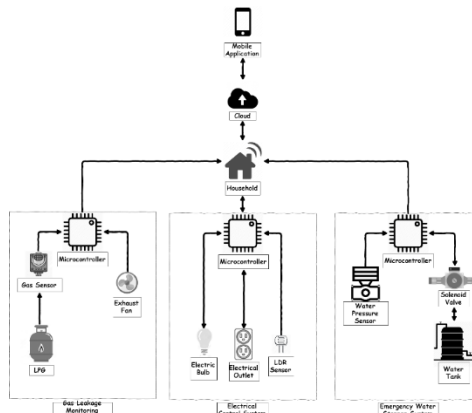 Mobile
Application
Cloud
Household
Microcontroller
Gas Sensor
Exhaust
Fan
LPG
Gas Leakage
Monitoring
Microcontroller
Electric
Bulb
Electrical
Outlet
LDR
Sensor
Electrical
Microcontroller
Water
Pressure
Sensor
Solenoid
Valve
Water
Tank
Emergency Water